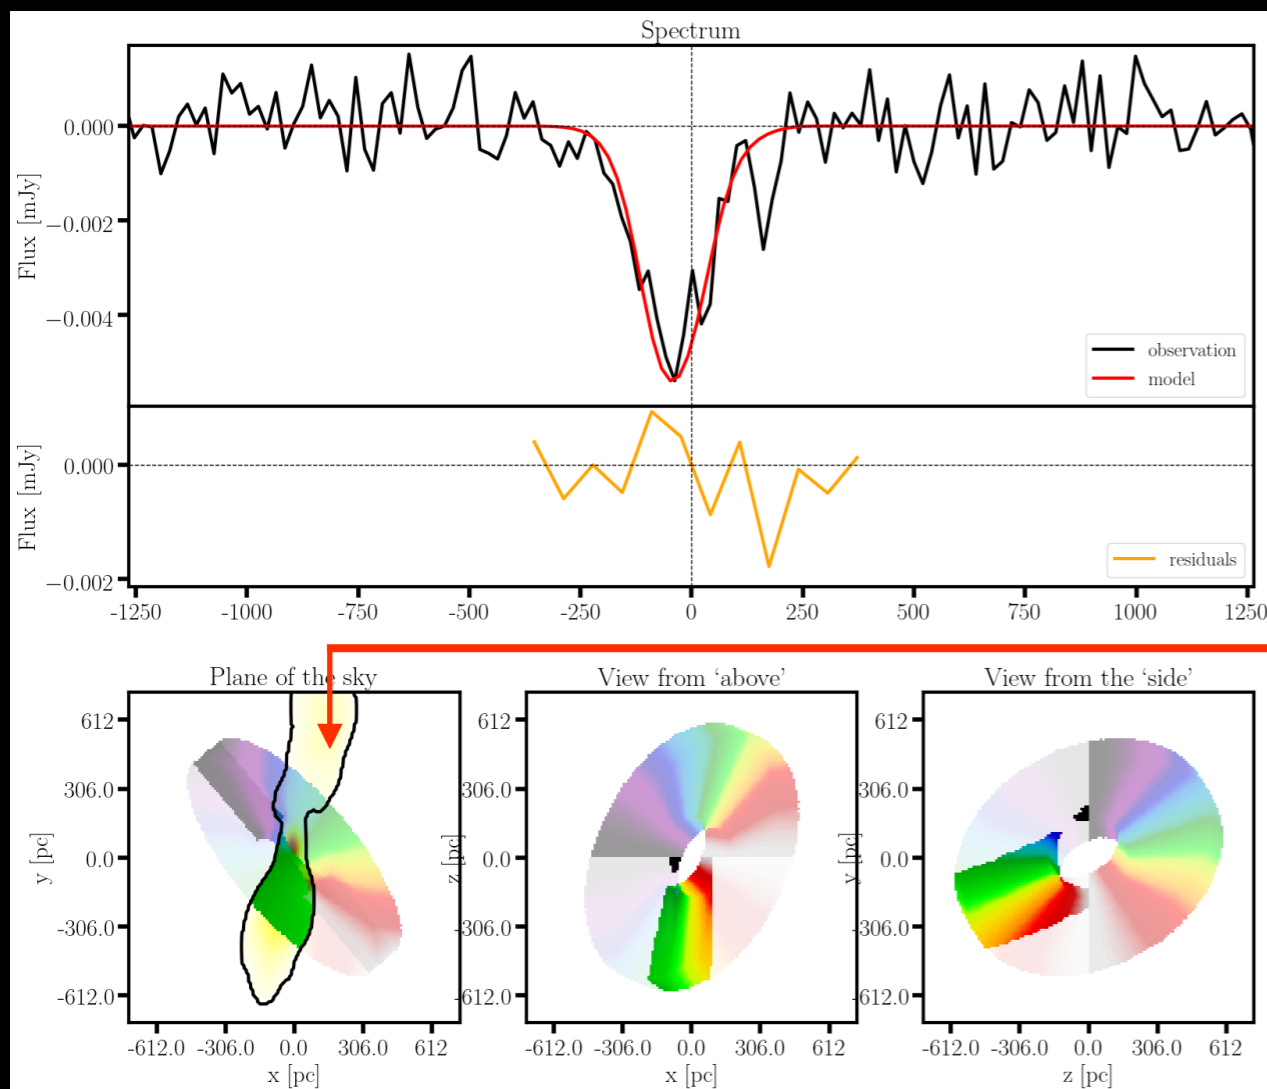 Spectrum
0.000
−0.002
−0.004
Flux [mJy]
observation
model
0.000
-0.002
Flux [mJy]
residuals
-1250 -1000 -750 -500 -250 0 250 500 750 1000 1250
Plane of the sky
612
306.0
0.0
-306.0
-612.0
y [pc]
-612.0 -306.0 0.0 306.0 612
x [pc]
View from ‘above’
612
306.0
0.0
-306.0
-612.0
z [pc]
-612.0 -306.0 0.0 306.0 612
x [pc]
View from the ‘side’
612
306.0
0.0
-306.0
-612.0
y [pc]
-612.0 -306.0 0.0 306.0 612
z [pc]